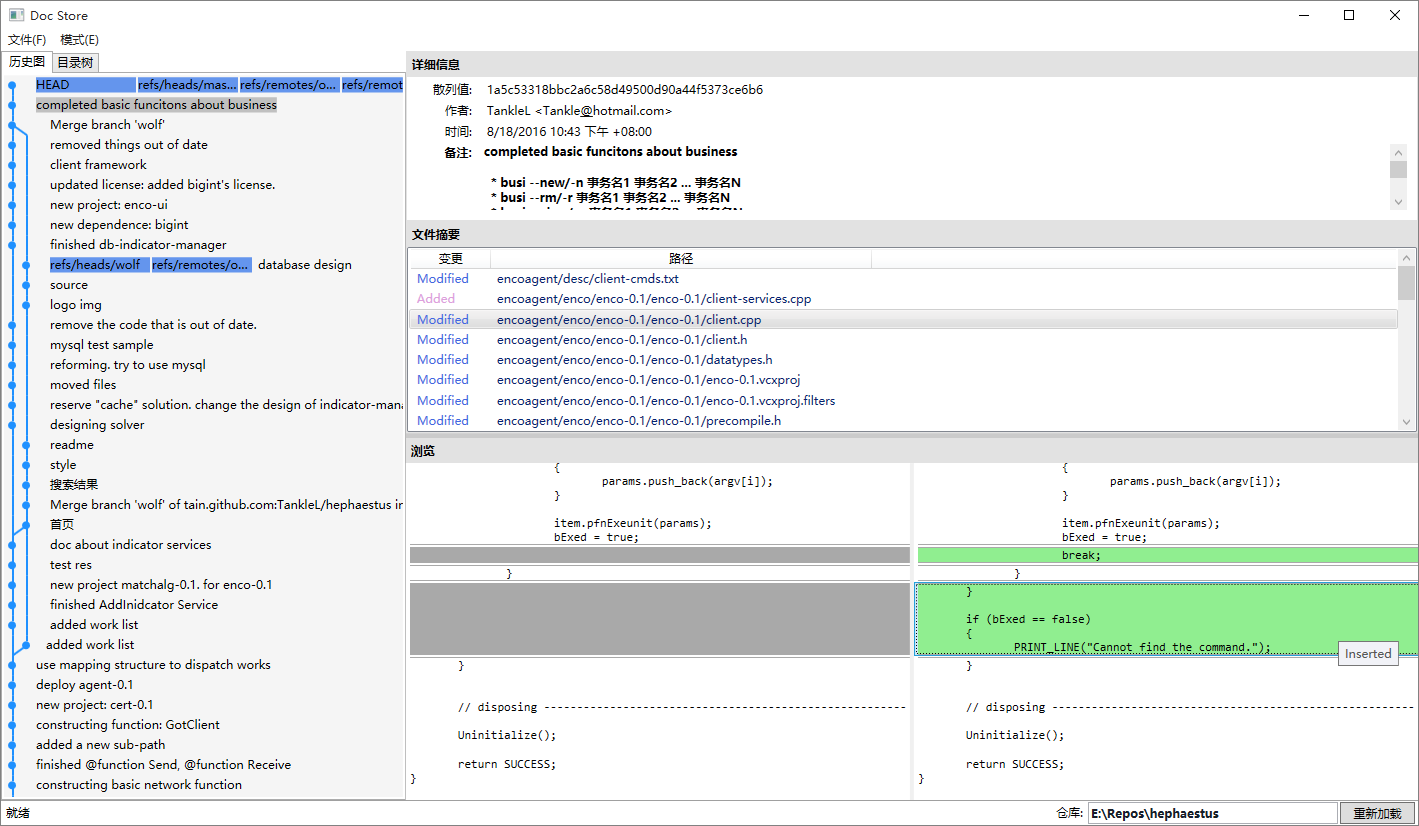 Doc Store
文件(F) 模式(E)
历史图 目录树
HEAD refs/heads/mas... refs/remotes/o... refs/remot
completed basic funcitons about business
Merge branch 'wolf'
removed things out of date
client framework
updated license: added bigint's license.
new project: enco-ui
new dependence: bigint
finished db-indicator-manager
refs/heads/wolf refs/remotes/o... database design
source
logo img
remove the code that is out of date.
mysql test sample
reforming. try to use mysql
moved files
reserve "cache" solution. change the design of indicator-mana
designing solver
readme
style
搜索结果
Merge branch 'wolf' of tain.github.com:TankleL/hephaestus in
首页
doc about indicator services
test res
new project matchalg-0.1. for enco-0.1
finished AddInidcator Service
added work list
added work list
use mapping structure to dispatch works
deploy agent-0.1
new project: cert-0.1
constructing function: GotClient
added a new sub-path
finished @function Send, @function Receive
constructing basic network function
详细信息
散列值: 1a5c53318bbc2a6c58d49500d90a44f5373ce6b6
作者: TankleL <Tankle@hotmail.com>
时间: 8/18/2016 10:43 下午 +08:00
备注: completed basic funcitons about business
* busi --new/-n 事务名1 事务名2 ... 事务名N
* busi --rm/-r 事务名1 事务名2 ... 事务名N
文件摘要
变更 路径
Modified encoagent/desc/client-cmds.txt
Added encoagent/enco/enco-0.1/enco-0.1/client-services.cpp
Modified encoagent/enco/enco-0.1/enco-0.1/client.cpp
Modified encoagent/enco/enco-0.1/enco-0.1/client.h
Modified encoagent/enco/enco-0.1/enco-0.1/datatypes.h
Modified encoagent/enco/enco-0.1/enco-0.1/enco-0.1.vcxproj
Modified encoagent/enco/enco-0.1/enco-0.1/enco-0.1.vcxproj.filters
Modified encoagent/enco/enco-0.1/enco-0.1/precompile.h
浏览
{
params.push_back(argv[i]);
}
item.pfnExeunit(params);
bExed = true;
}
}
// disposing ------------------------------------------------------
Uninitialize();
return SUCCESS;
}
{
params.push_back(argv[i]);
}
item.pfnExeunit(params);
bExed = true;
break;
}
}
if (bExed == false)
{
PRINT_LINE("Cannot find the command.");
Inserted
}
// disposing ------------------------------------------------------
Uninitialize();
return SUCCESS;
}
就绪
仓库: E:\Repos\hephaestus 重新加载